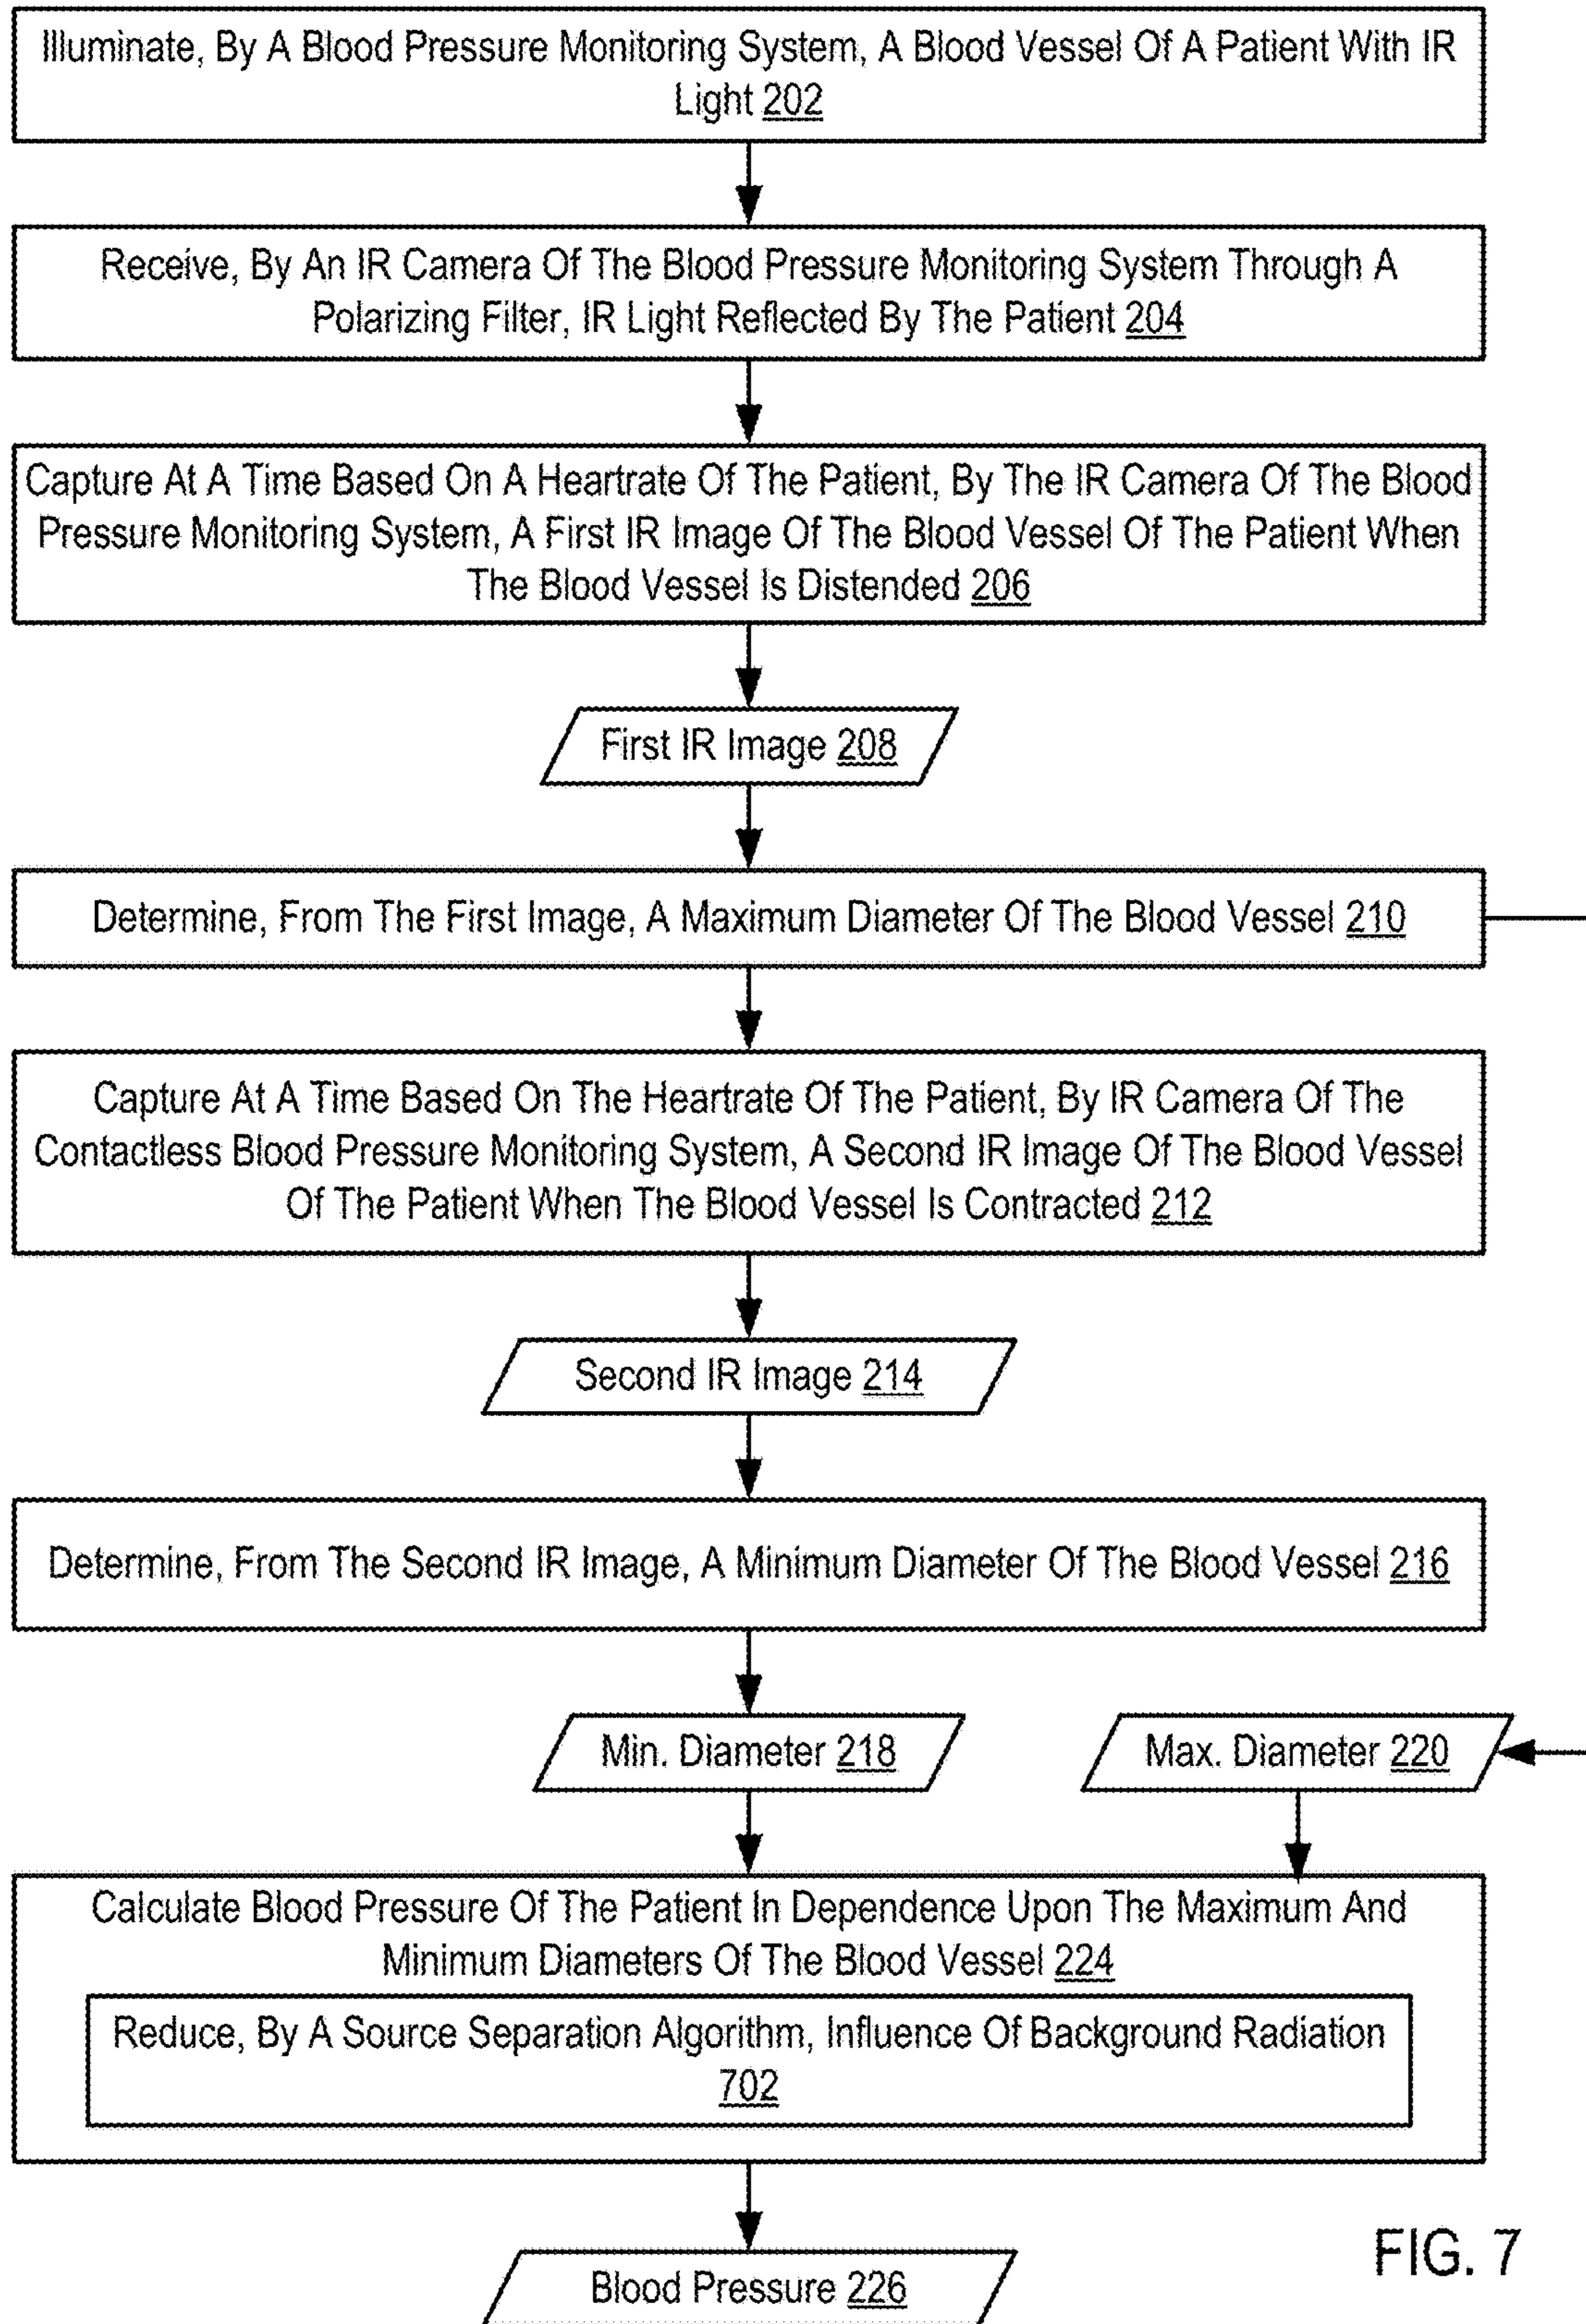 Illuminate, By A Blood Pressure Monitoring System, A Blood Vessel Of A Patient With IR
Light 202
Receive, By An IR Camera Of The Blood Pressure Monitoring System Through A
Polarizing Filter, IR Light Reflected By The Patient 204
Capture At A Time Based On A Heartrate Of The Patient, By The IR Camera Of The Blood
Pressure Monitoring System, A First IR Image Of The Blood Vessel Of The Patient When
The Blood Vessel Is Distended 206
First IR Image 208
Determine, From The First Image, A Maximum Diameter Of The Blood Vessel 210
Capture At A Time Based On The Heartrate Of The Patient, By IR Camera Of The
Contactless Blood Pressure Monitoring System, A Second IR Image Of The Blood Vessel
Of The Patient When The Blood Vessel Is Contracted 212
Second IR Image 214
Determine, From The Second IR Image, A Minimum Diameter Of The Blood Vessel 216
Min. Diameter 218
Max. Diameter 220
Calculate Blood Pressure Of The Patient In Dependence Upon The Maximum And
Minimum Diameters Of The Blood Vessel 224
Reduce, By A Source Separation Algorithm, Influence Of Background Radiation
702
Blood Pressure 226
FIG. 7